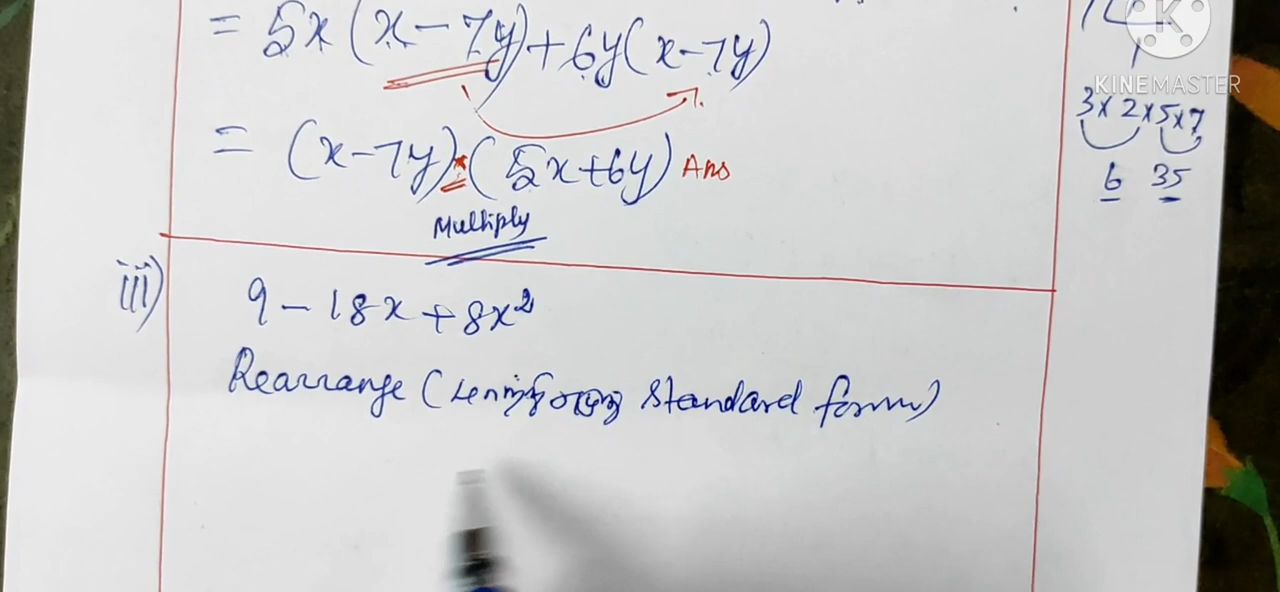 = 5x (x - 7y) + 6y (x - 7y)
= (x - 7y) * (5x + 6y) Ans
Multiply
3 x 2 x 5 x 7
6 35
K
KINEMASTER
iii) 9 - 18x + 8x²
Rearrange ( Standard form)